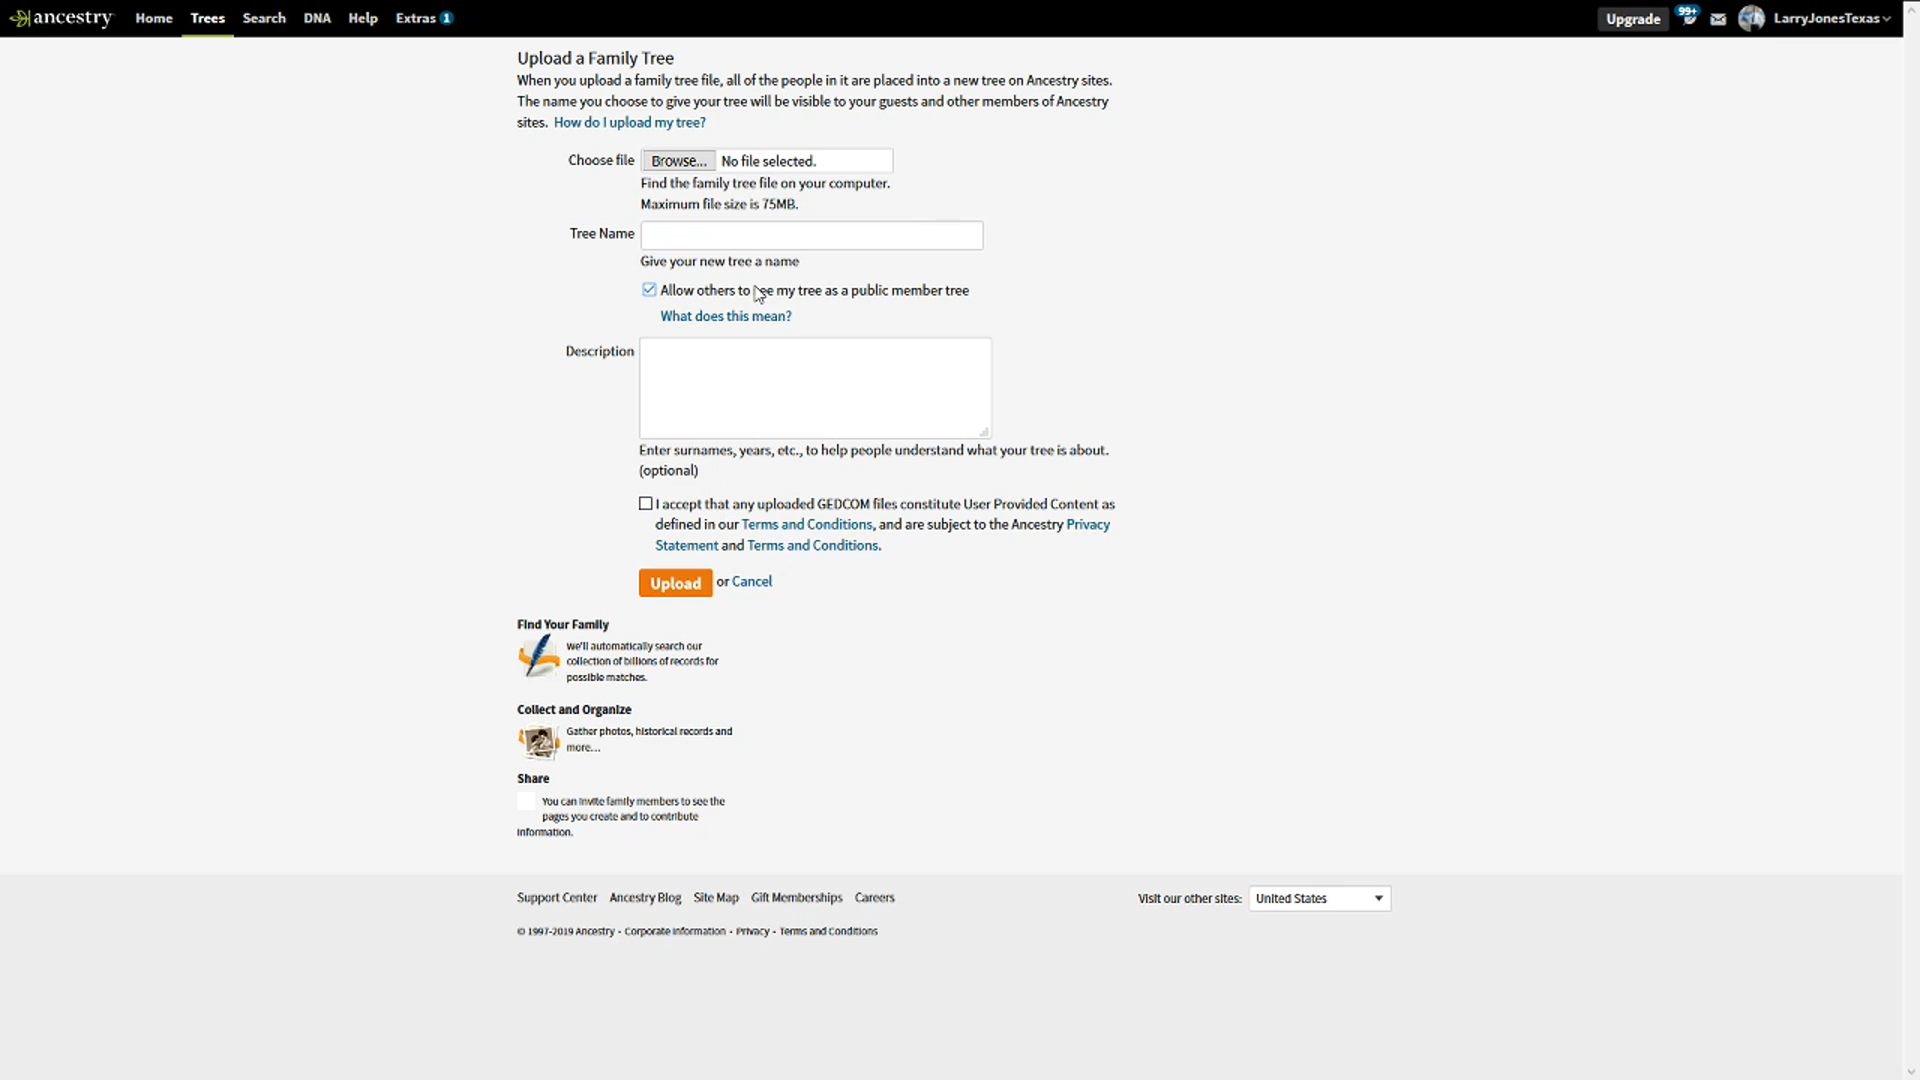 ancestry Home Trees Search DNA Help Extras 1 Upgrade 99+ LarryJonesTexas
Upload a Family Tree
When you upload a family tree file, all of the people in it are placed into a new tree on Ancestry sites.
The name you choose to give your tree will be visible to your guests and other members of Ancestry
sites. How do I upload my tree?
Choose file Browse... No file selected.
Find the family tree file on your computer.
Maximum file size is 75MB.
Tree Name
Give your new tree a name
Allow others to see my tree as a public member tree
What does this mean?
Description
Enter surnames, years, etc., to help people understand what your tree is about.
(optional)
I accept that any uploaded GEDCOM files constitute User Provided Content as
defined in our Terms and Conditions, and are subject to the Ancestry Privacy
Statement and Terms and Conditions.
Upload or Cancel
Find Your Family
We'll automatically search our
collection of billions of records for
possible matches.
Collect and Organize
Gather photos, historical records and
more...
Share
You can invite family members to see the
pages you create and to contribute
information.
Support Center Ancestry Blog Site Map Gift Memberships Careers Visit our other sites: United States
© 1997-2019 Ancestry - Corporate Information - Privacy - Terms and Conditions